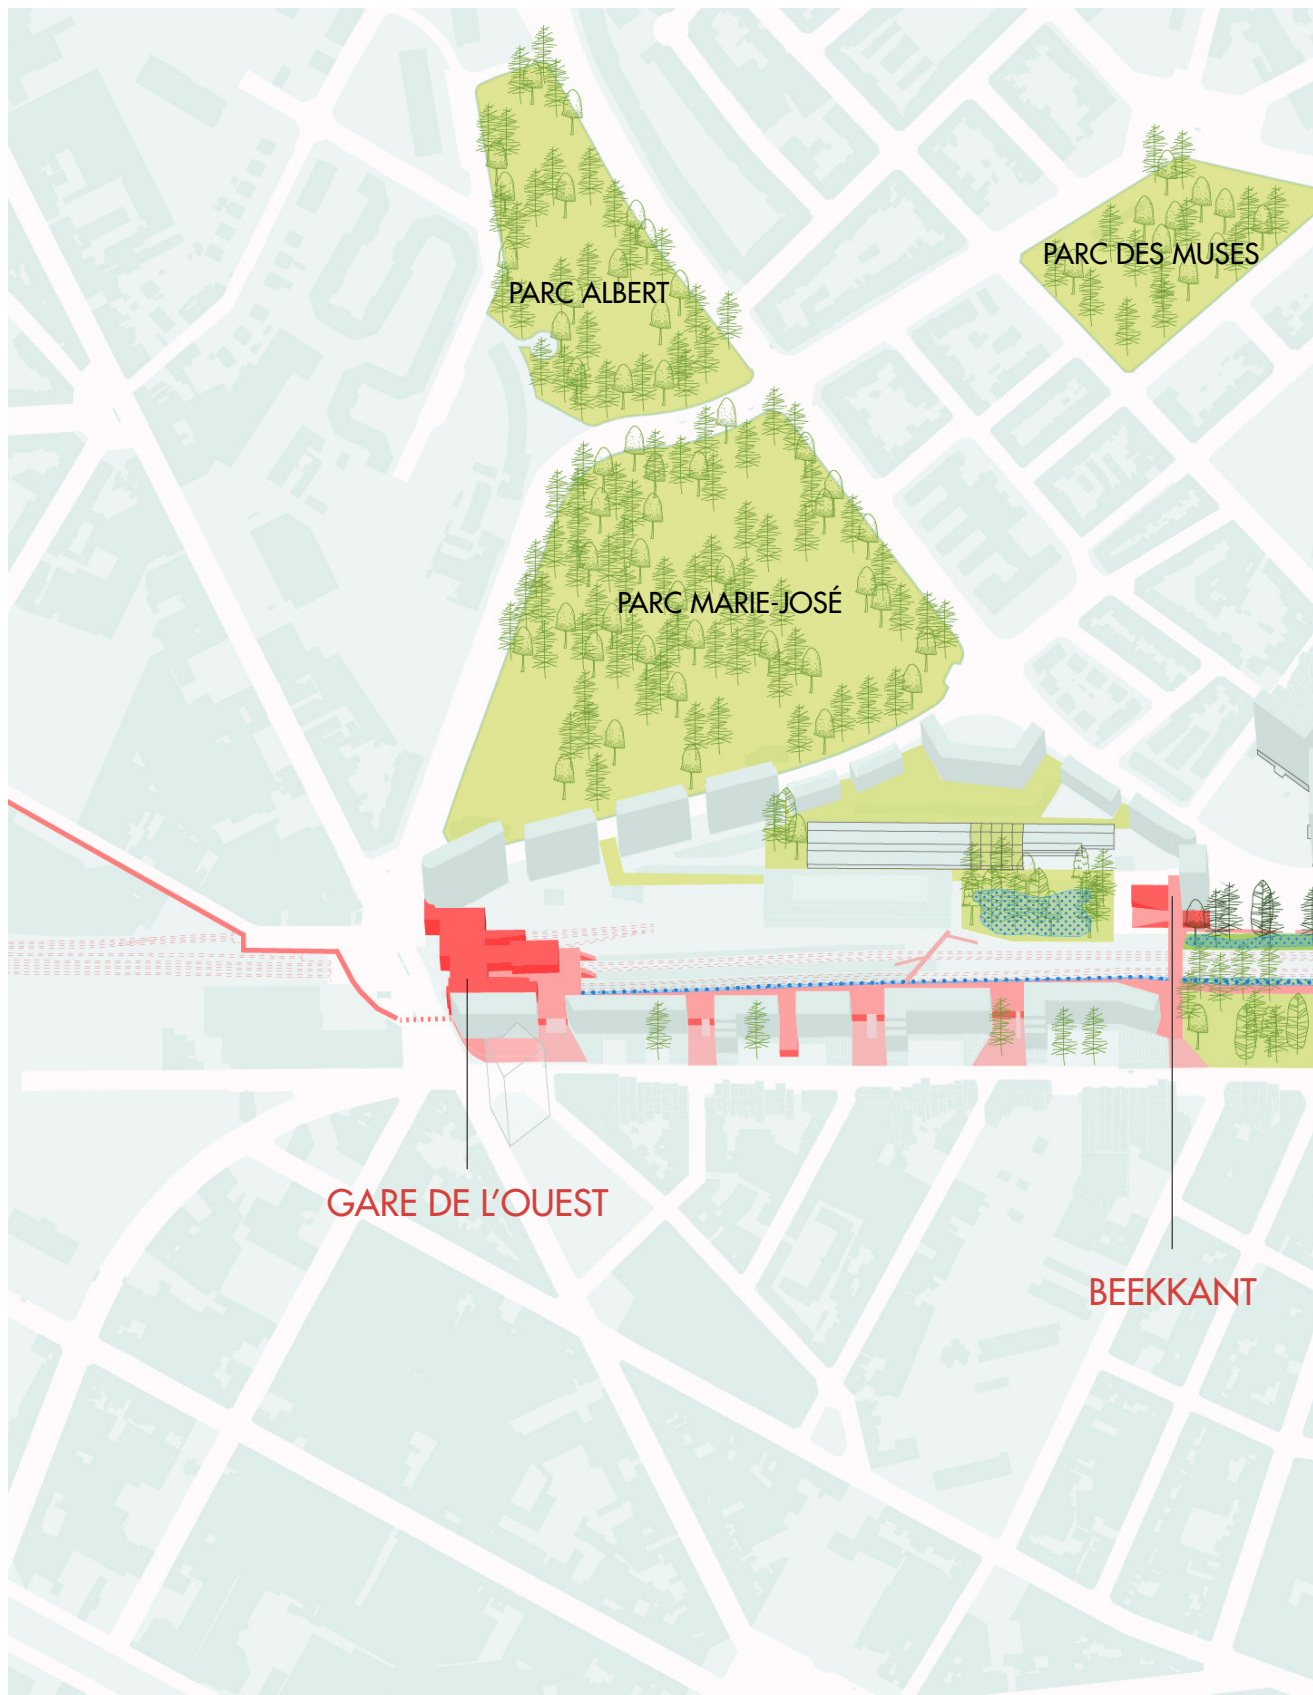 PARC DES MUSES
PARC ALBERT
PARC MARIE-JOSÉ
GARE DE L’OUEST
BEEKKANT